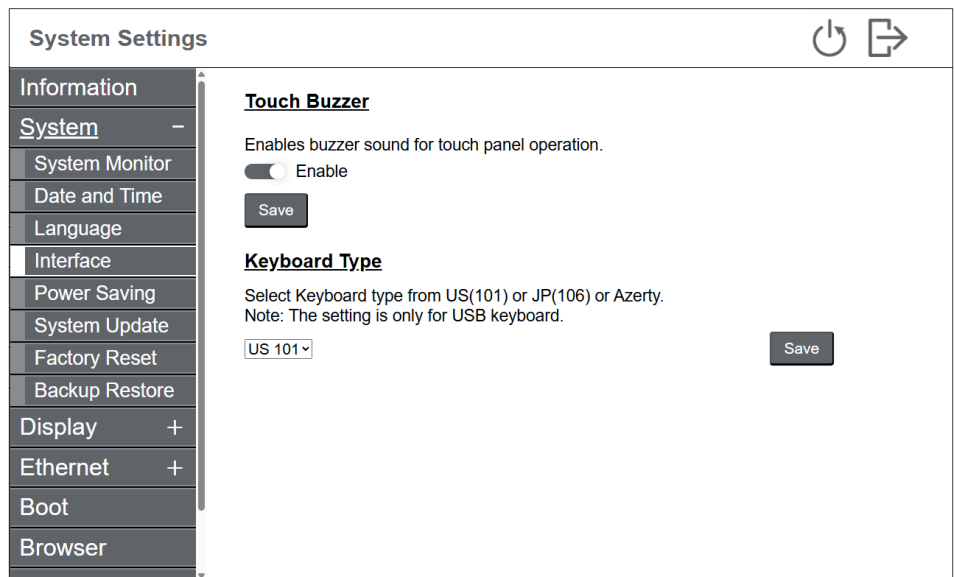 System Settings
Information
System −
System Monitor
Date and Time
Language
Interface
Power Saving
System Update
Factory Reset
Backup Restore
Display +
Ethernet +
Boot
Browser
Touch Buzzer
Enables buzzer sound for touch panel operation.
Enable
Save
Keyboard Type
Select Keyboard type from US(101) or JP(106) or Azerty.
Note: The setting is only for USB keyboard.
US 101
Save